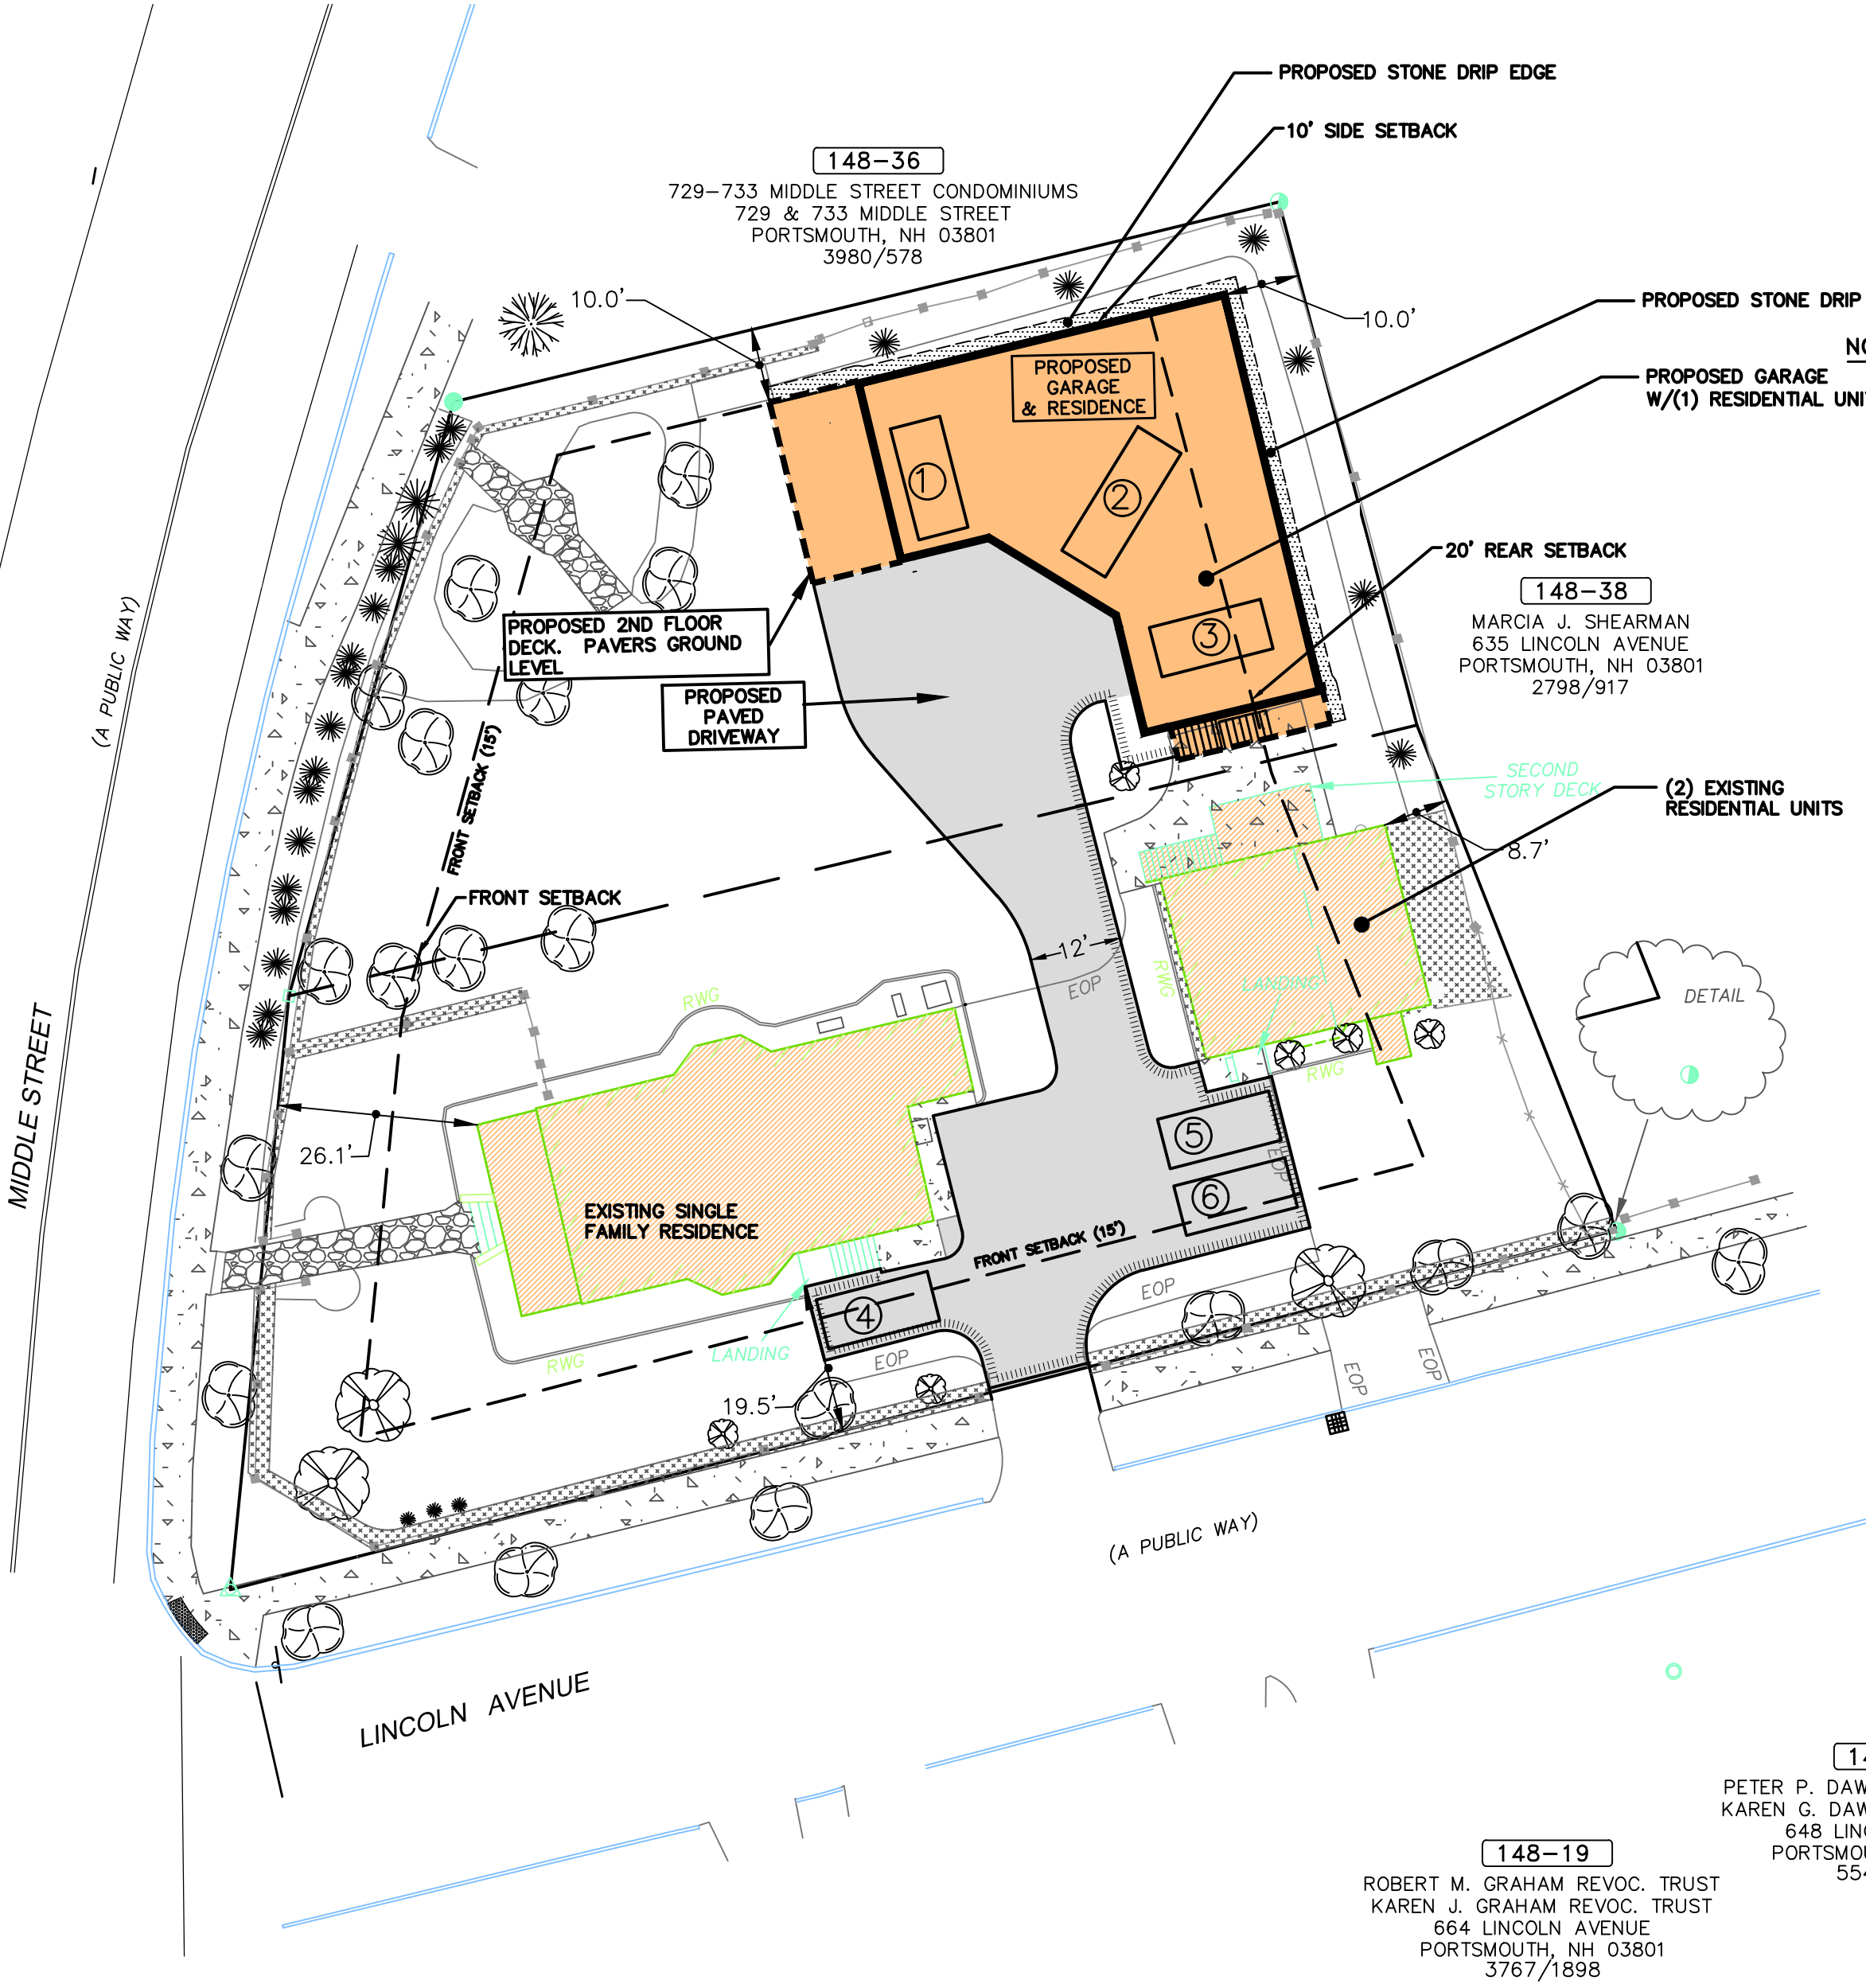 PROPOSED STONE DRIP EDGE
10' SIDE SETBACK
148-36
729-733 MIDDLE STREET CONDOMINIUMS
729 & 733 MIDDLE STREET
PORTSMOUTH, NH 03801
3980/578
10.0'
10.0'
PROPOSED STONE DRIP
PROPOSED
GARAGE
& RESIDENCE
PROPOSED GARAGE
W/(1) RESIDENTIAL UNIT
1
2
3
20' REAR SETBACK
148-38
MARCIA J. SHEARMAN
635 LINCOLN AVENUE
PORTSMOUTH, NH 03801
2798/917
(A PUBLIC WAY)
PROPOSED 2ND FLOOR
DECK. PAVERS GROUND
LEVEL
PROPOSED
PAVED
DRIVEWAY
FRONT SETBACK (15')
SECOND
STORY DECK
(2) EXISTING
RESIDENTIAL UNITS
8.7'
FRONT SETBACK
12'
EOP
RWG
RWG
LANDING
DETAIL
MIDDLE STREET
RWG
26.1'
5
EOP
6
EXISTING SINGLE
FAMILY RESIDENCE
FRONT SETBACK (15')
4
EOP
LANDING
RWG
EOP
EOP
EOP
19.5'
(A PUBLIC WAY)
LINCOLN AVENUE
PETER P.
KAREN G.
648
148-19
ROBERT M. GRAHAM REVOC. TRUST
KAREN J. GRAHAM REVOC. TRUST
664 LINCOLN AVENUE
PORTSMOUTH, NH 03801
3767/1898